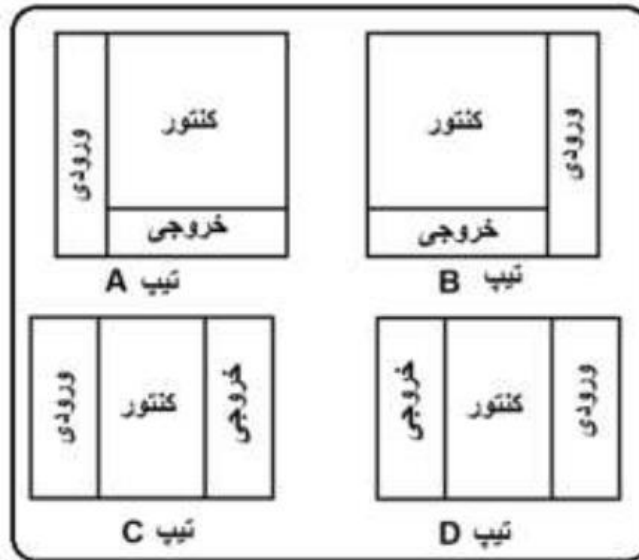 ورودی
کنتور
خروجی
تیپ A
کنتور
ورودی
خروجی
تیپ B
ورودی
کنتور
خروجی
تیپ C
خروجی
کنتور
ورودی
تیپ D